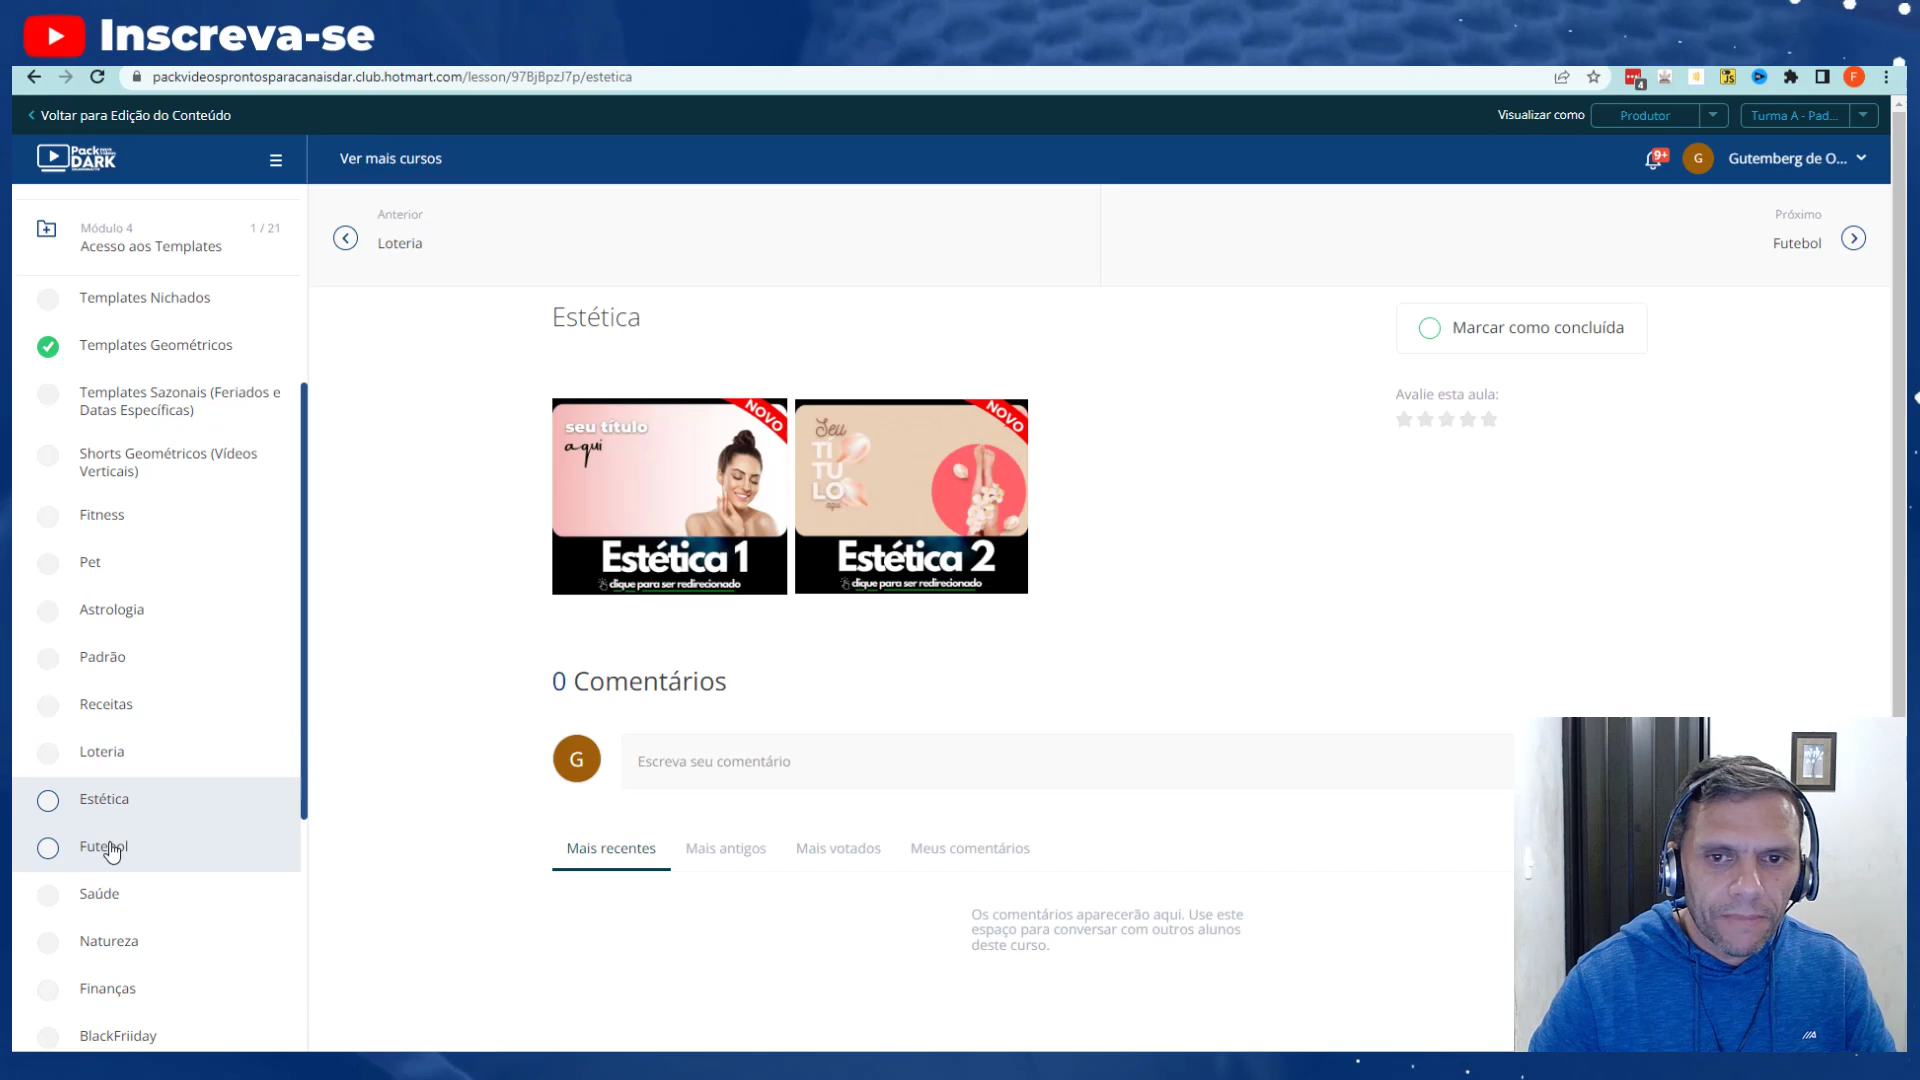 Inscreva-se
packvideosprontosparacanaisdar.club.hotmart.com/lesson/97BjBpzJ7p/estetica
4
JS
F
Voltar para Edição do Conteúdo
Visualizar como
Produtor
Turma A - Pad...
Pack
DARK
Ver mais cursos
9+
G
Gutemberg de O...
Módulo 4
1 / 21
Acesso aos Templates
Anterior
Loteria
Próximo
Futebol
Templates Nichados
Templates Geométricos
Templates Sazonais (Feriados e
Datas Específicas)
Shorts Geométricos (Vídeos
Verticais)
Fitness
Pet
Astrologia
Padrão
Receitas
Loteria
Estética
Futebol
Saúde
Natureza
Finanças
BlackFriiday
Estética
Marcar como concluída
Avalie esta aula:
seu título
aqui
NOVO
Estética 1
clique para ser redirecionado
Seu
TI
TU
LO
aqui
NOVO
Estética 2
clique para ser redirecionado
0 Comentários
G
Escreva seu comentário
Mais recentes
Mais antigos
Mais votados
Meus comentários
Os comentários aparecerão aqui. Use este
espaço para conversar com outros alunos
deste curso.